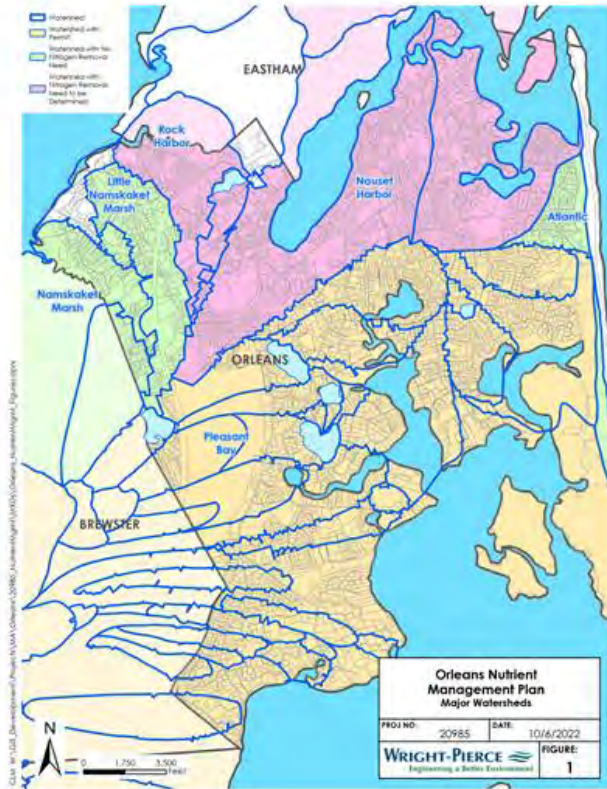 Watershed
Watershed with
Permit
Watershed with No
Nitrogen Removal
Need
Watershed with
Nitrogen Removal
Need to be
Determined
EASTHAM
Rock
Harbor
Little
Namskaket
Marsh
Nauset
Harbor
Atlantic
Namskaket
Marsh
ORLEANS
Pleasant
Bay
BREWSTER
N
0 1,750 3,500
Feet
Orleans Nutrient
Management Plan
Major Watersheds
PROJ NO: 20985 DATE: 10/6/2022
WRIGHT-PIERCE
Engineering a Better Environment
FIGURE:
1